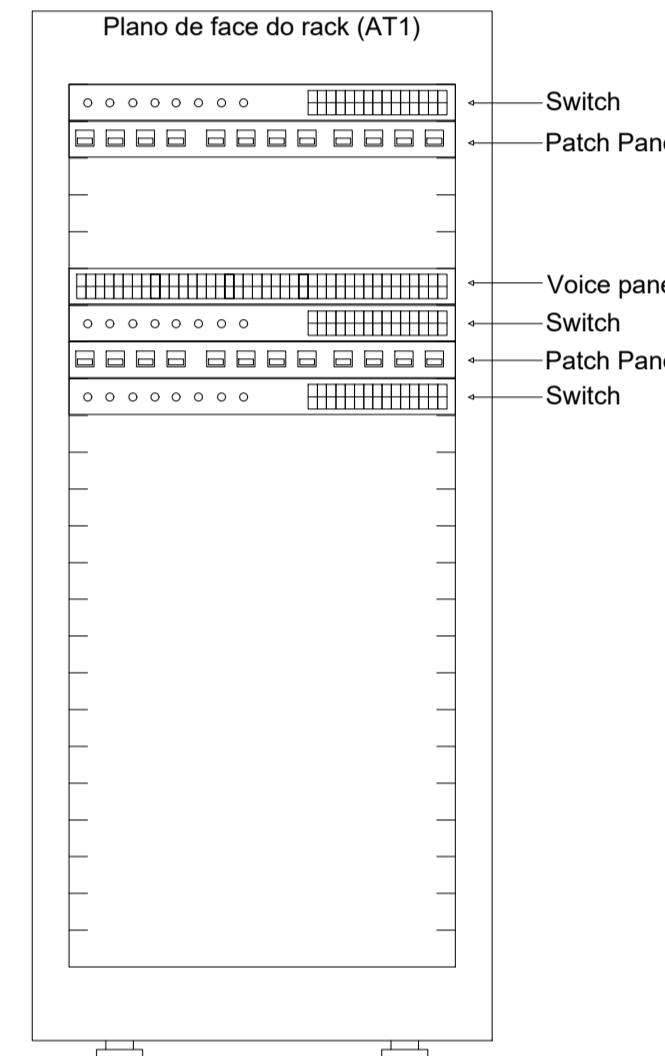 Plano de face do rack (AT1)
Switch
Patch Pane
Voice pane
Switch
Patch Pane
Switch